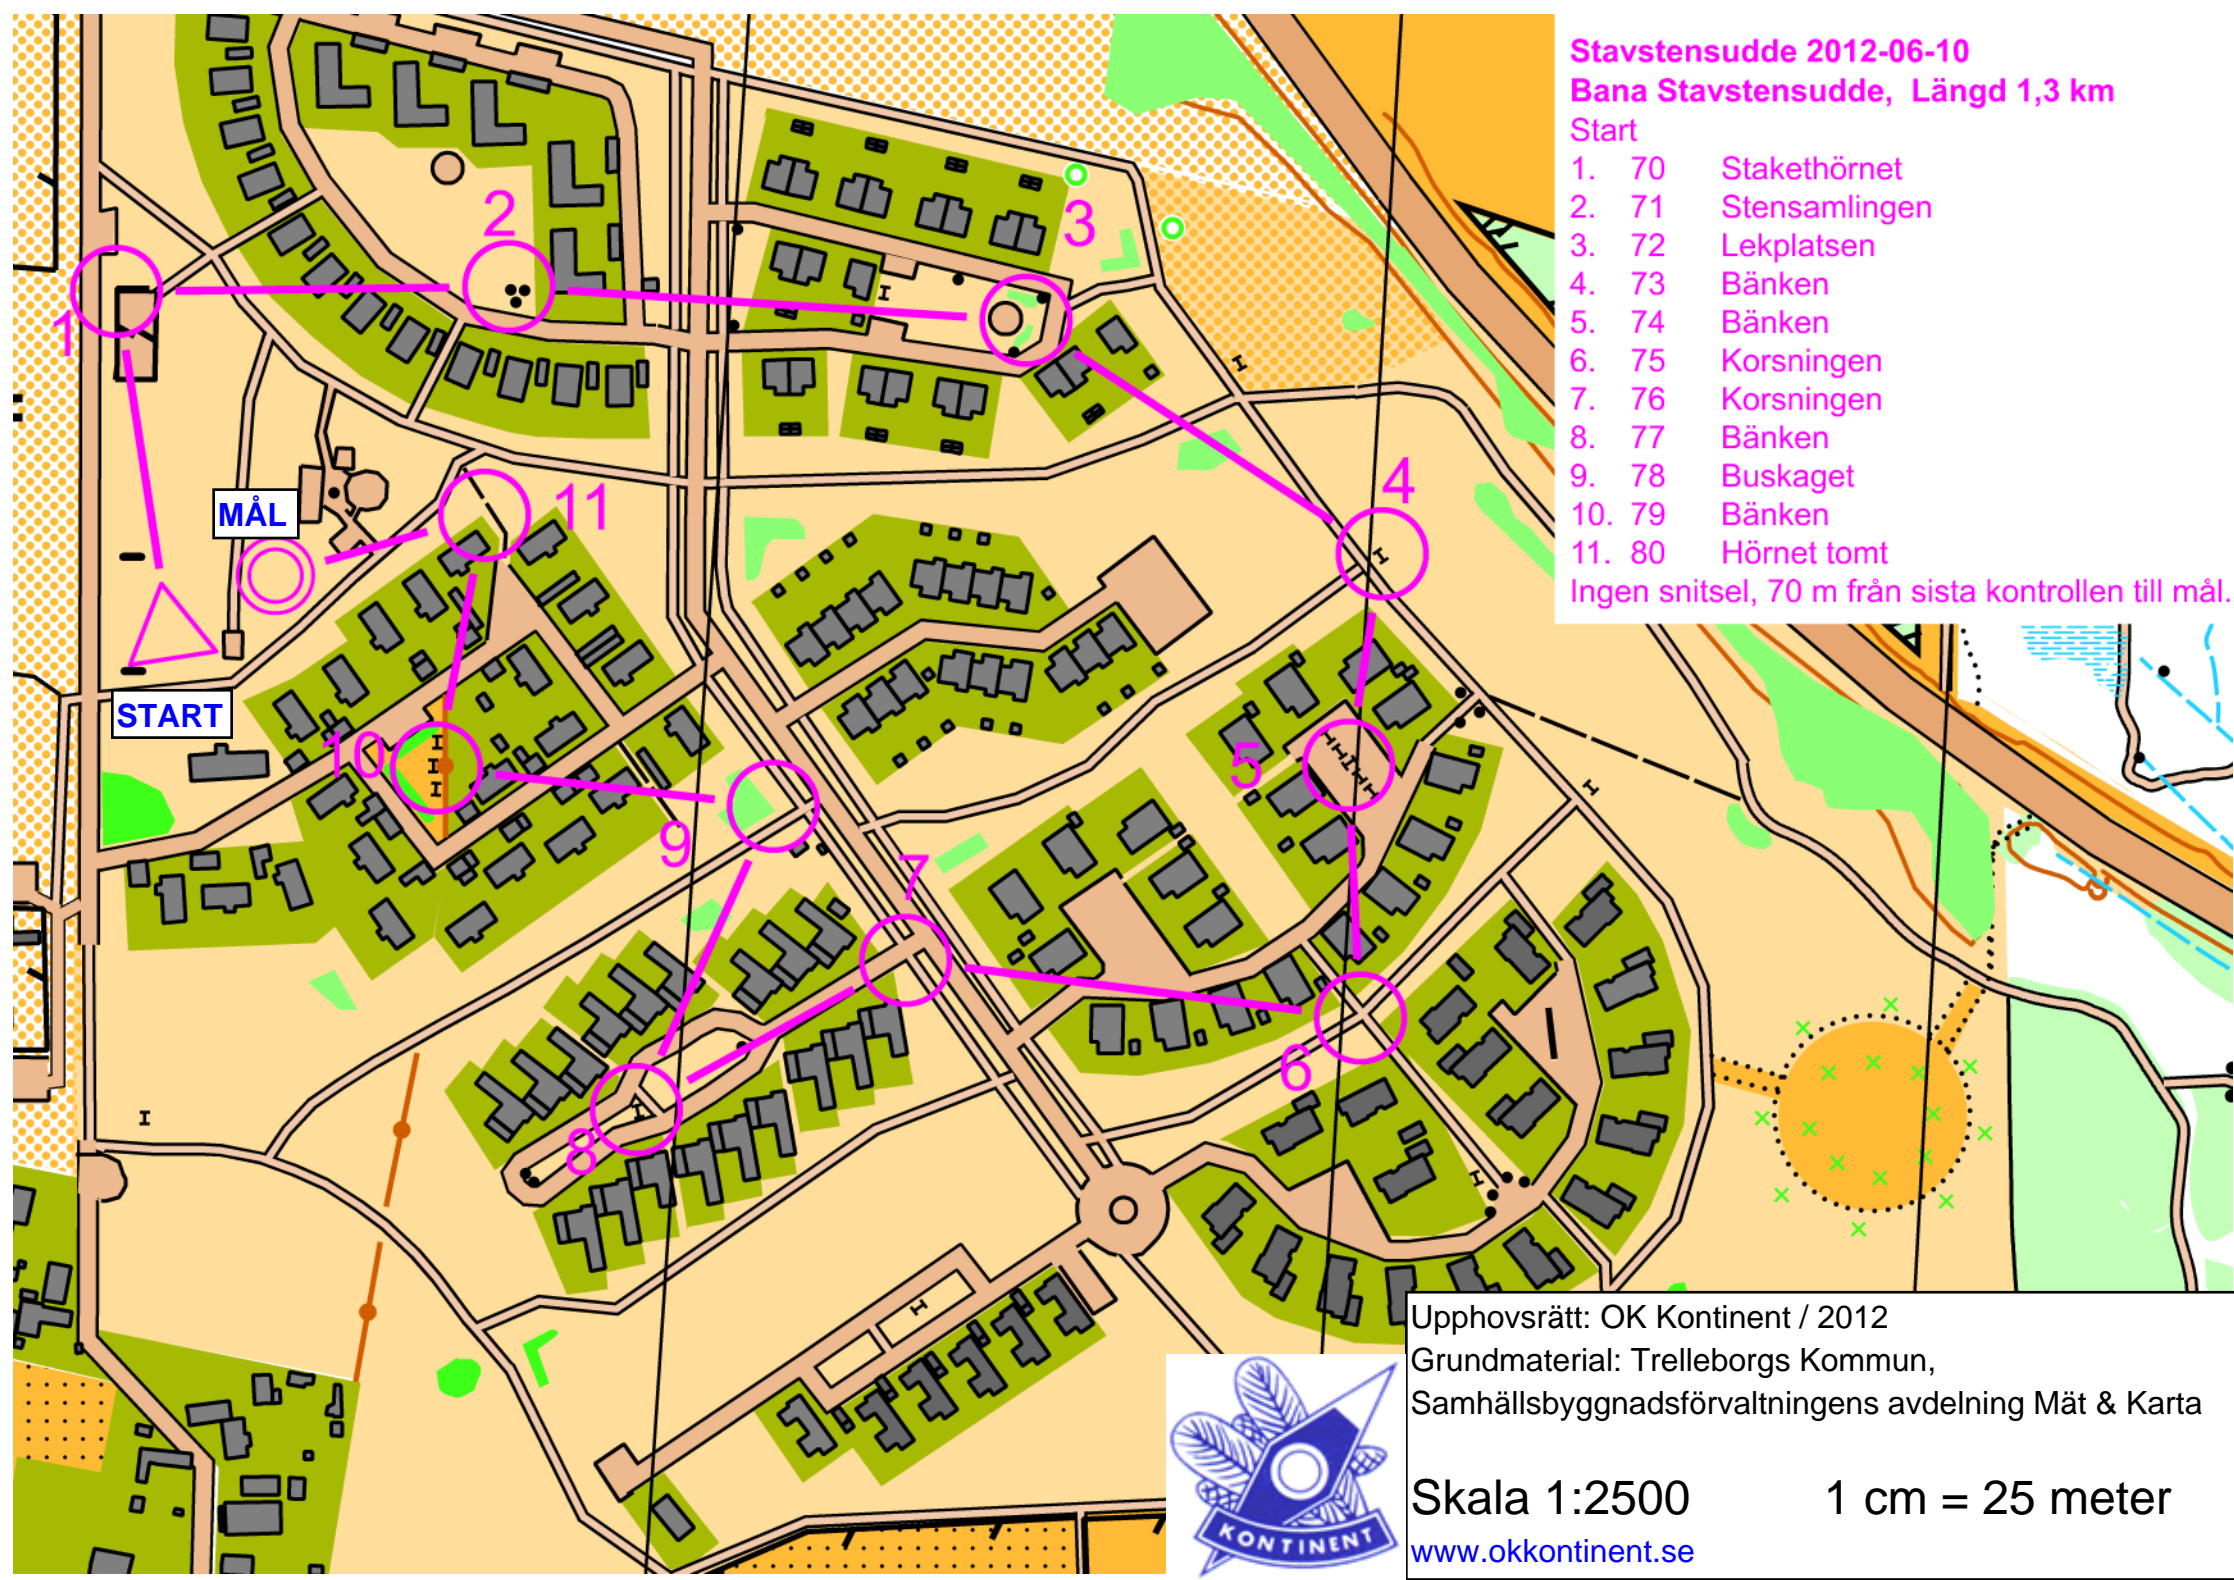 Stavstensudde 2012-06-10
Bana Stavstensudde, Längd 1,3 km
Start
1. 70 Stakethörnet
2. 71 Stensamlingen
3. 72 Lekplatsen
4. 73 Bänken
5. 74 Bänken
6. 75 Korsningen
7. 76 Korsningen
8. 77 Bänken
9. 78 Buskaget
10. 79 Bänken
11. 80 Hörnet tomt
Ingen snitsel, 70 m från sista kontrollen till mål.
2
3
1
4
11
MÅL
START
10
5
9
7
6
8
KONTINENT
Upphovsrätt: OK Kontinent / 2012
Grundmaterial: Trelleborgs Kommun,
Samhällsbyggnadsförvaltningens avdelning Mät & Karta
Skala 1:2500 1 cm = 25 meter
www.okkontinent.se